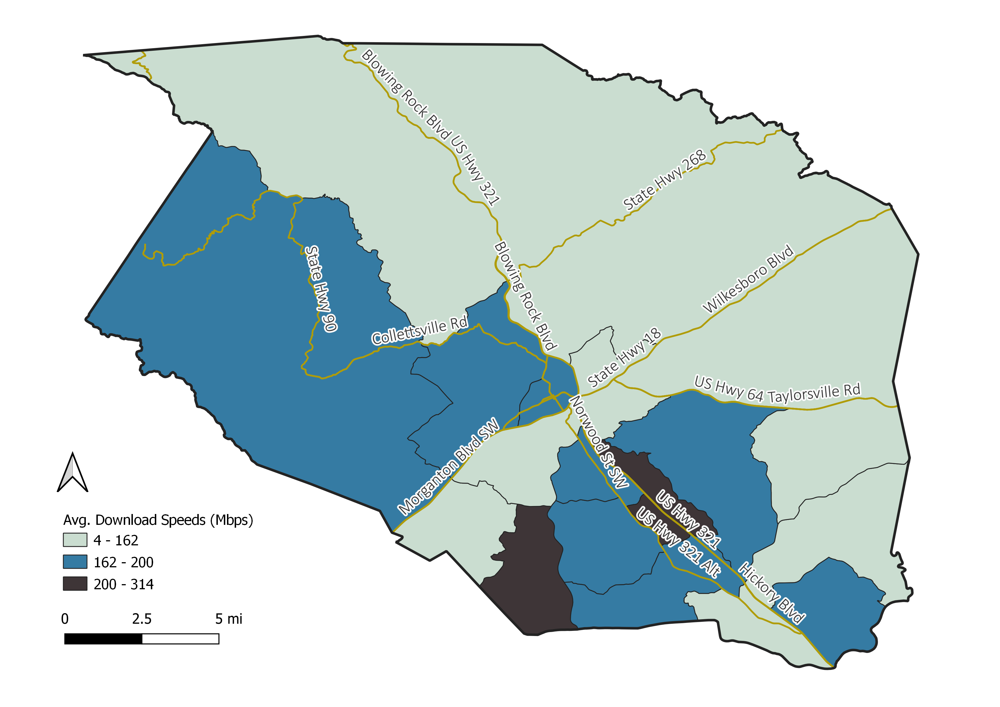 Blowing Rock Blvd US Hwy 321
State Hwy 268
Blowing Rock Blvd
Wilkesboro Blvd
State Hwy 90
Collettsville Rd
State Hwy 18
US Hwy 64 Taylorsville Rd
Norwood St SW
Morganton Blvd SW
US Hwy 321
US Hwy 321 Alt
Hickory Blvd
Avg. Download Speeds (Mbps)
4 - 162
162 - 200
200 - 314
0 2.5 5 mi